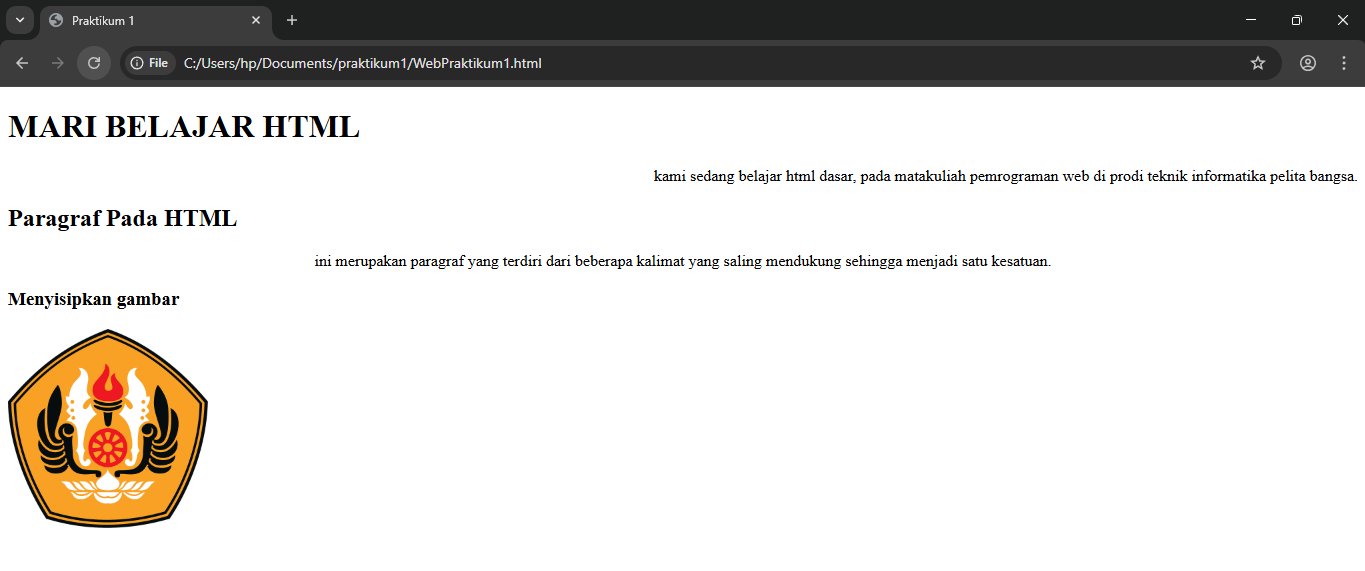 Praktikum 1
File
C:/Users/hp/Documents/praktikum1/WebPraktikum1.html
MARI BELAJAR HTML
kami sedang belajar html dasar, pada matakuliah pemrograman web di prodi teknik informatika pelita bangsa.
Paragraf Pada HTML
ini merupakan paragraf yang terdiri dari beberapa kalimat yang saling mendukung sehingga menjadi satu kesatuan.
Menyisipkan gambar